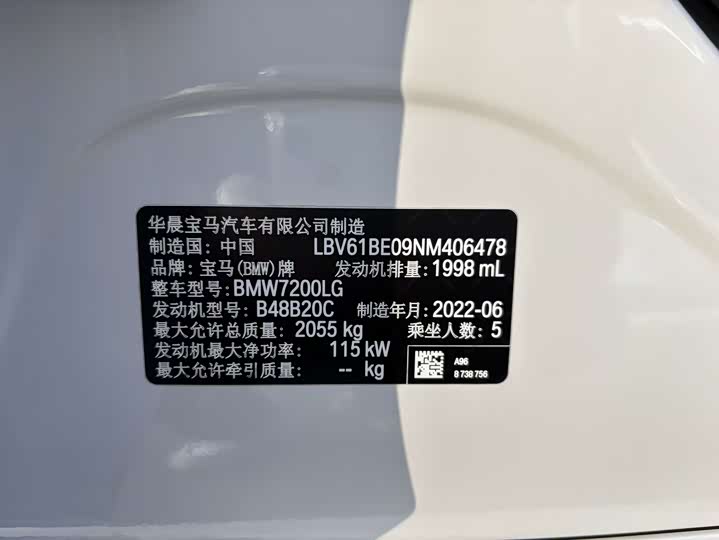 华晨宝马汽车有限公司制造
制造国: 中国 LBV61BE09NM406478
品牌: 宝马(BMW)牌 发动机排量: 1998 mL
整车型号: BMW7200LG
发动机型号: B48B20C 制造年月: 2022-06
最大允许总质量: 2055 kg 乘坐人数: 5
发动机最大净功率: 115 kW
最大允许牵引质量: -- kg
A96
8 738 756